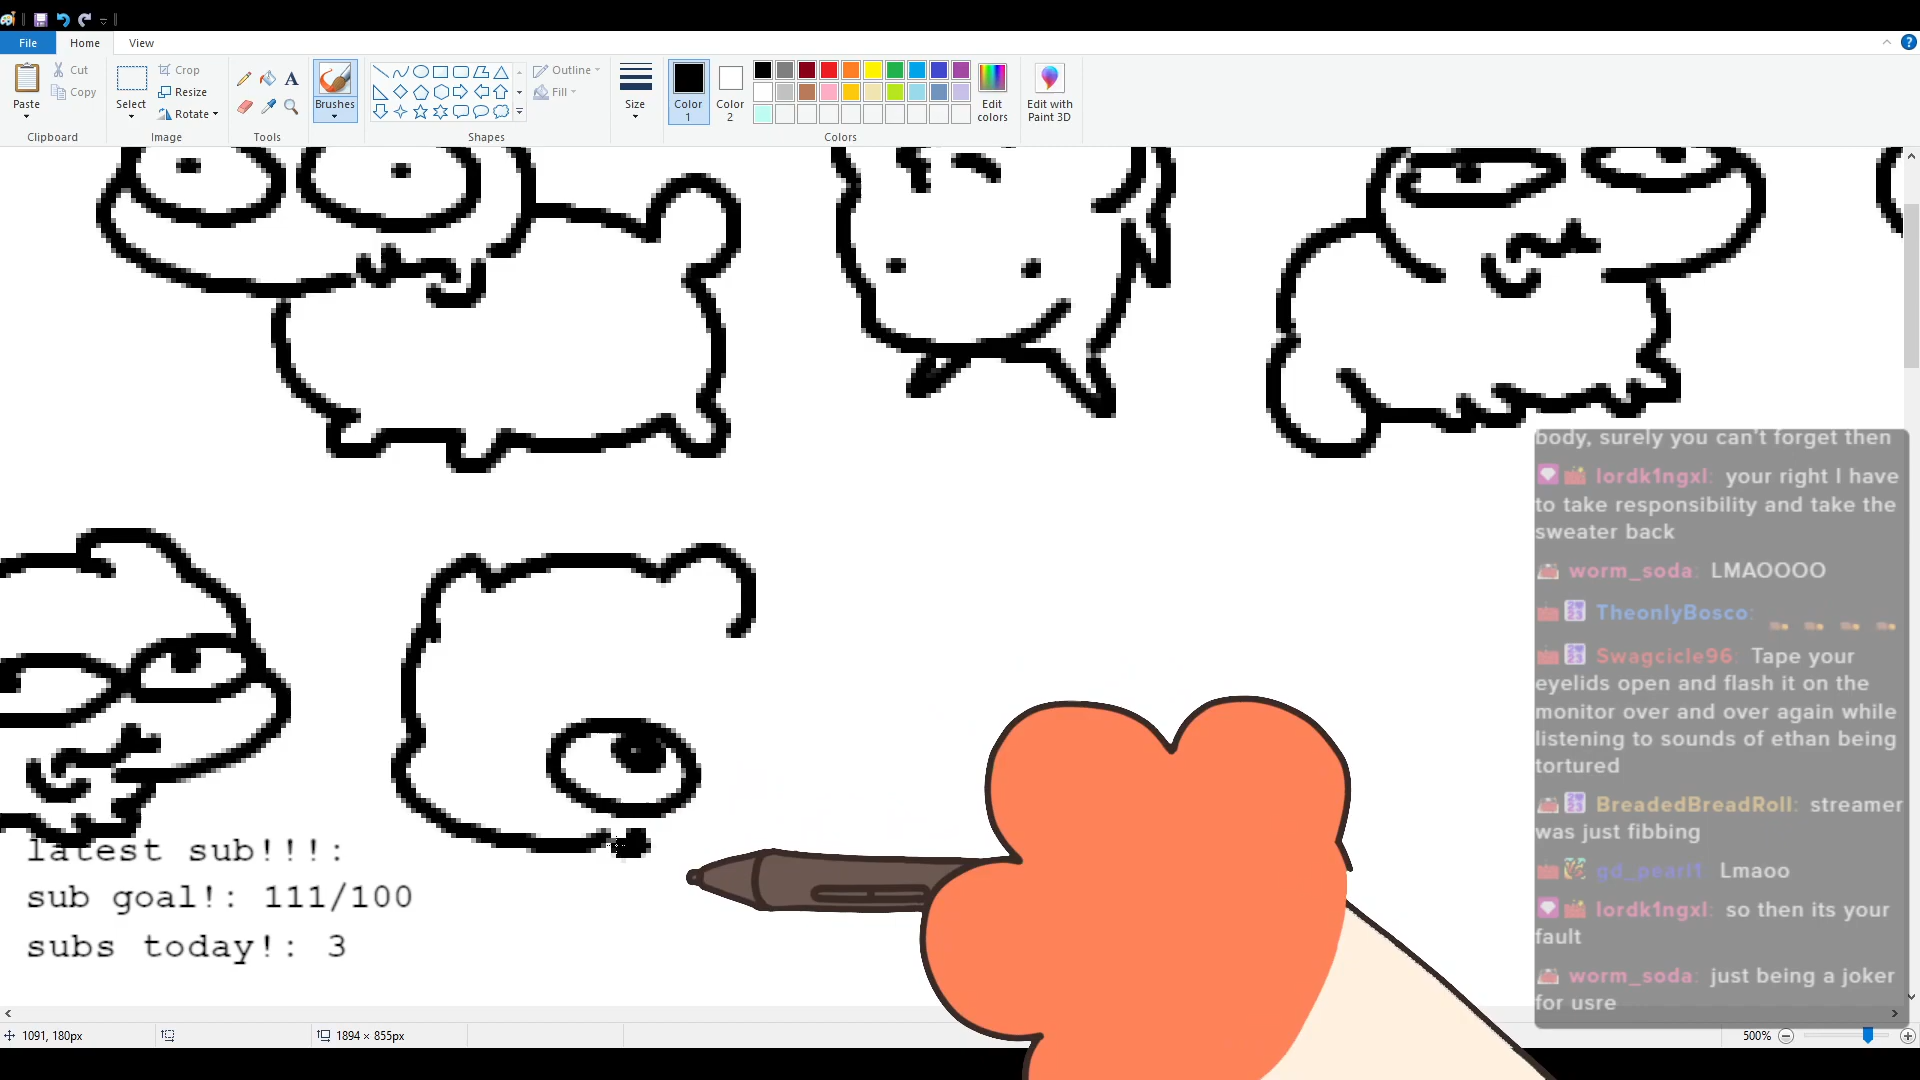 File Home View
Cut
Crop
Outline
Copy
Resize
Fill
Paste Select Rotate Brushes Size Color 1 Color 2 Edit colors Edit with Paint 3D
Clipboard Image Tools Shapes Colors
body, surely you can't forget then
lordk1ngxl: your right I have
to take responsibility and take the
sweater back
worm_soda: LMAOOOO
TheonlyBosco:
Swagcicle96: Tape your
eyelids open and flash it on the
monitor over and over again while
listening to sounds of ethan being
tortured
BreadedBreadRoll: streamer
was just fibbing
gd_pearl1 Lmaoo
lordk1ngxl: so then its your
fault
worm_soda: just being a joker
for usre
latest sub!!!:
sub goal!: 111/100
subs today!: 3
1091, 180px 1894 × 855px 500%